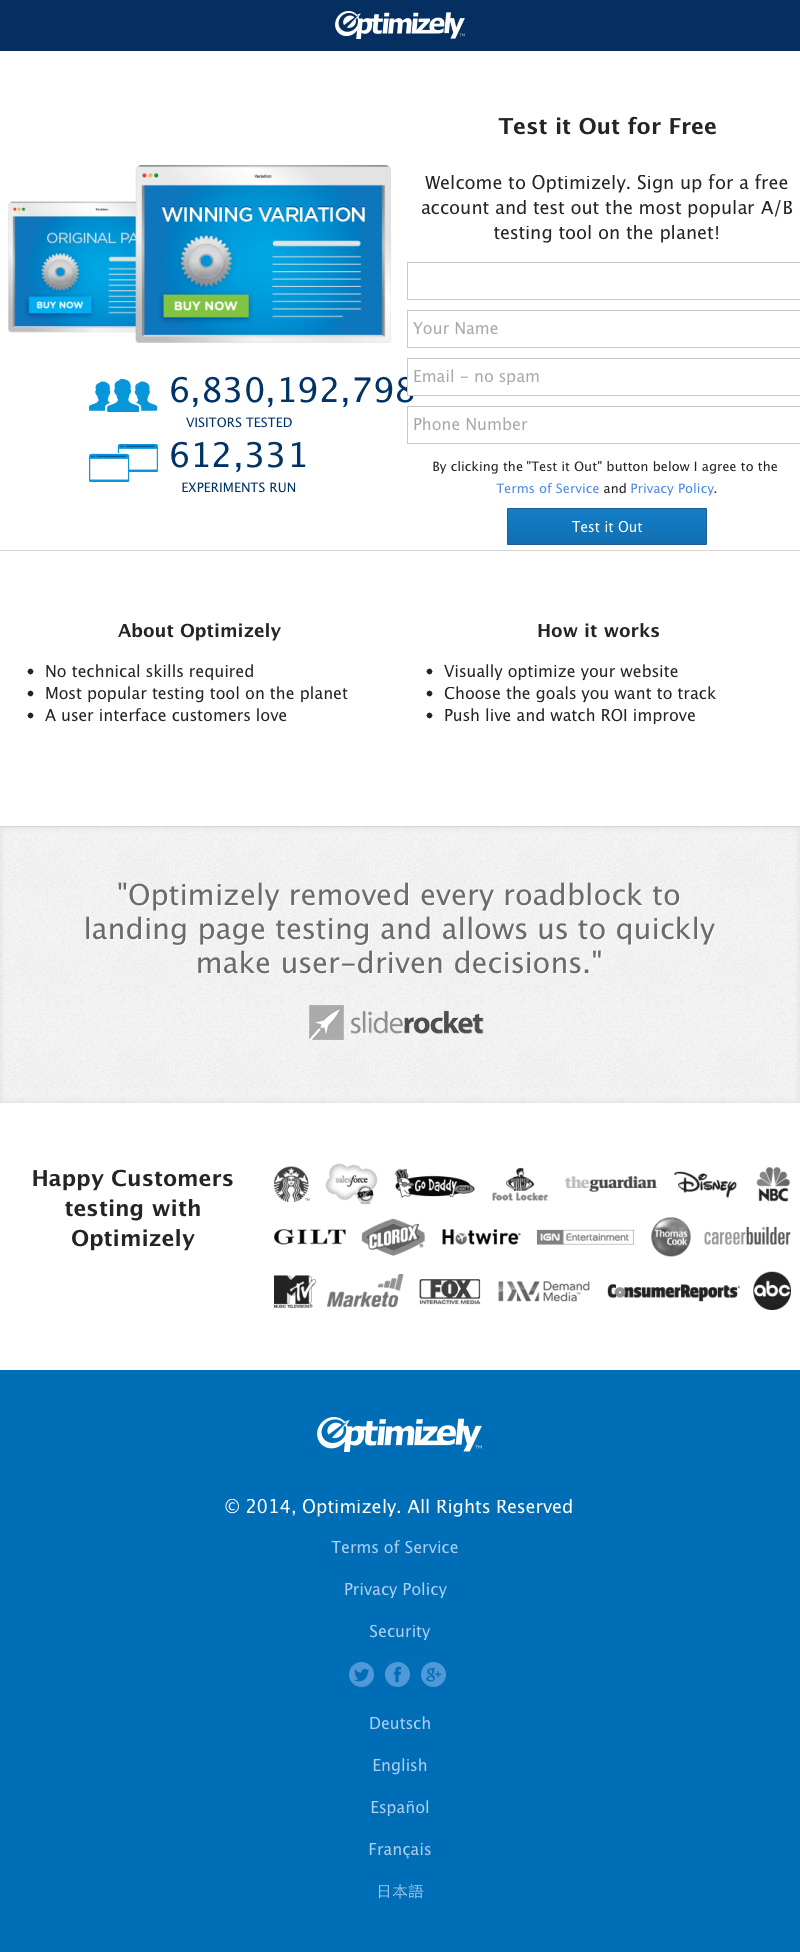 Optimizely
Test it Out for Free
Welcome to Optimizely. Sign up for a free
account and test out the most popular A/B
testing tool on the planet!
Your Name
Email – no spam
Phone Number
By clicking the "Test it Out" button below I agree to the
Terms of Service and Privacy Policy.
Test it Out
Variation
ORIGINAL PA
BUY NOW
Variation
WINNING VARIATION
BUY NOW
6,830,192,798
VISITORS TESTED
612,331
EXPERIMENTS RUN
About Optimizely
• No technical skills required
• Most popular testing tool on the planet
• A user interface customers love
How it works
• Visually optimize your website
• Choose the goals you want to track
• Push live and watch ROI improve
"Optimizely removed every roadblock to
landing page testing and allows us to quickly
make user–driven decisions."
sliderocket
Happy Customers
testing with
Optimizely
salesforce
Go Daddy.com
Foot Locker
theguardian
Disney
NBC
GILT
CLOROX
Hotwire
IGN Entertainment
Thomas Cook
careerbuilder
MTV
MUSIC TELEVISION
Marketo
FOX
INTERACTIVE MEDIA
Demand
Media™
ConsumerReports
abc
Optimizely
© 2014, Optimizely. All Rights Reserved
Terms of Service
Privacy Policy
Security
Deutsch
English
Español
Français
日本語